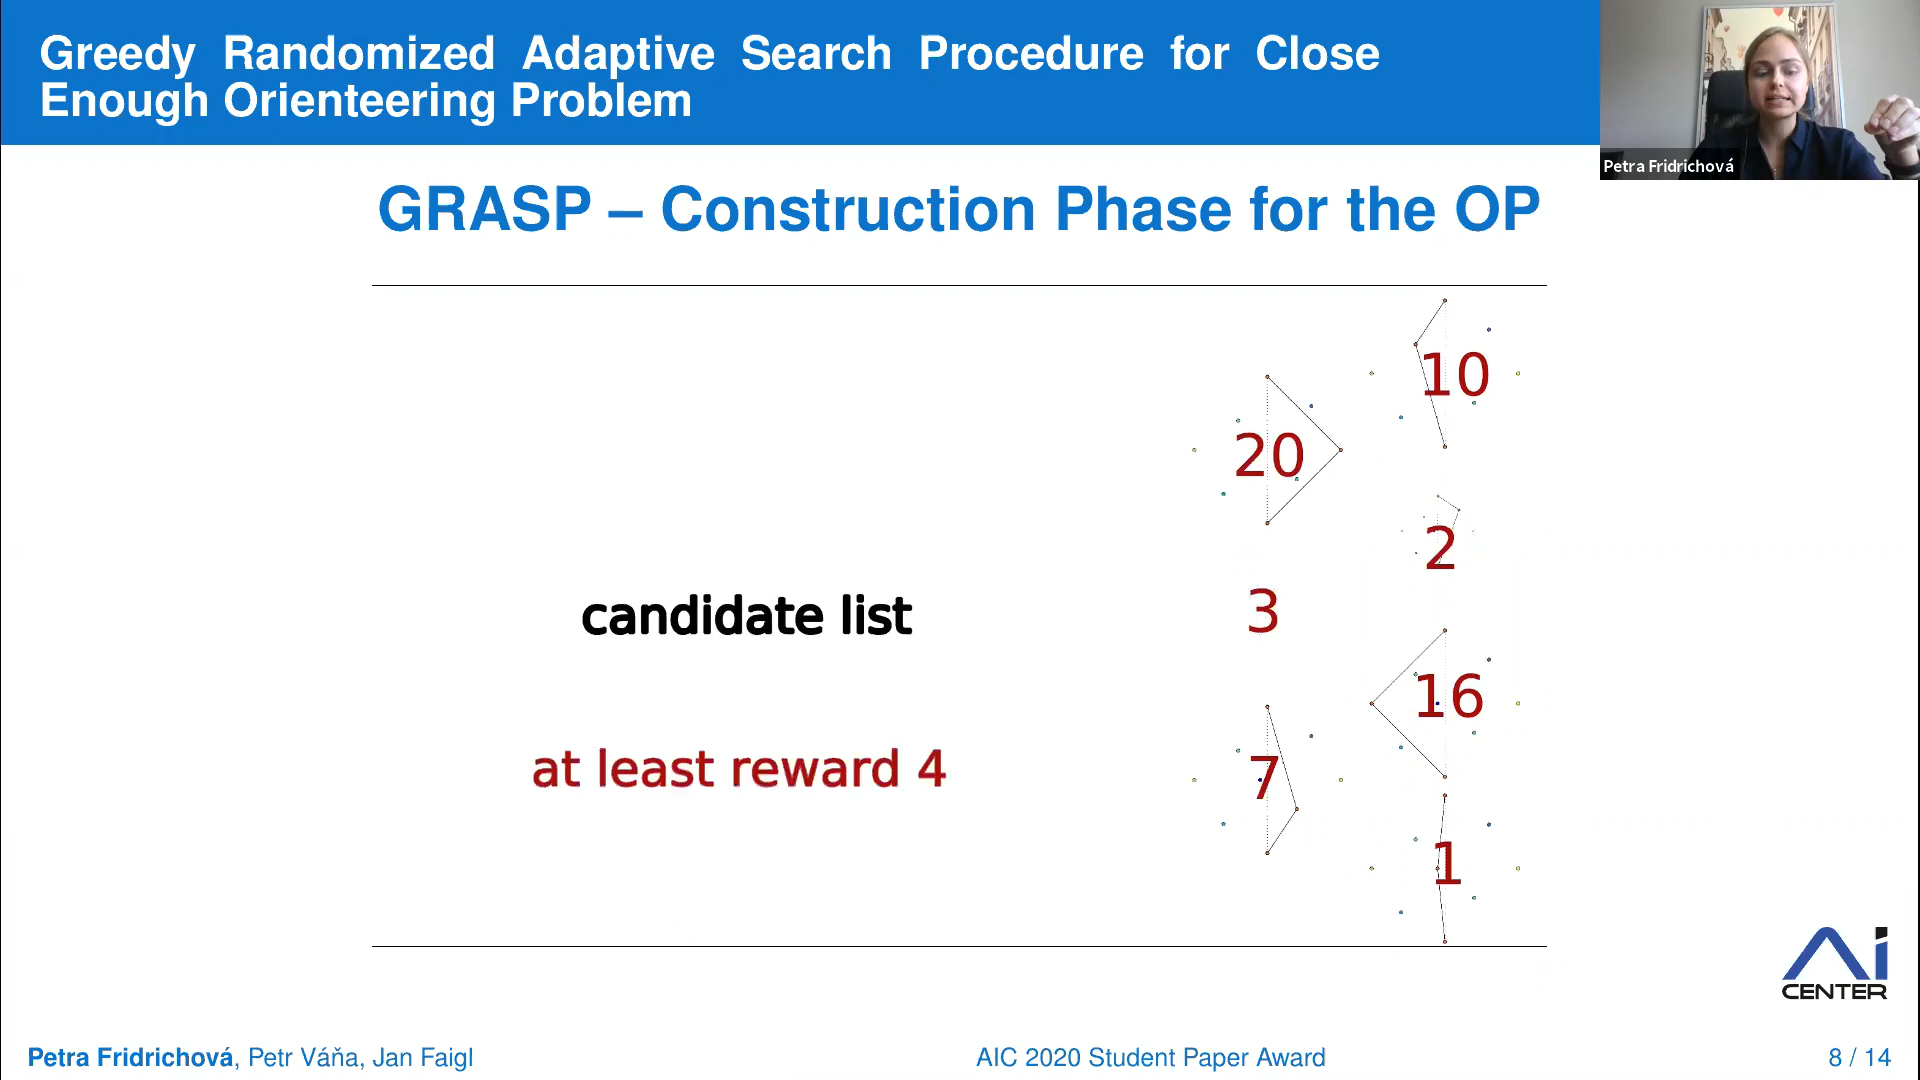 Greedy Randomized Adaptive Search Procedure for Close
Enough Orienteering Problem
Petra Fridrichová
GRASP – Construction Phase for the OP
10
20
2
candidate list
3
16
at least reward 4
7
1
Ai
CENTER
Petra Fridrichová, Petr Váňa, Jan Faigl
AIC 2020 Student Paper Award
8 / 14